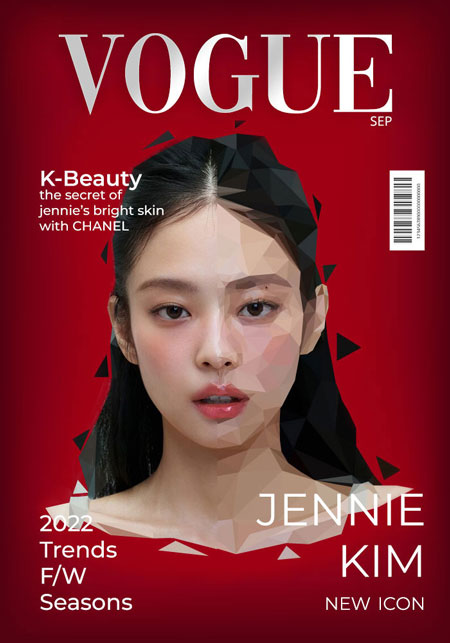 VOGUE
SEP
K-Beauty
the secret of
jennie's bright skin
with CHANEL
2022
Trends
F/W
Seasons
JENNIE
KIM
NEW ICON